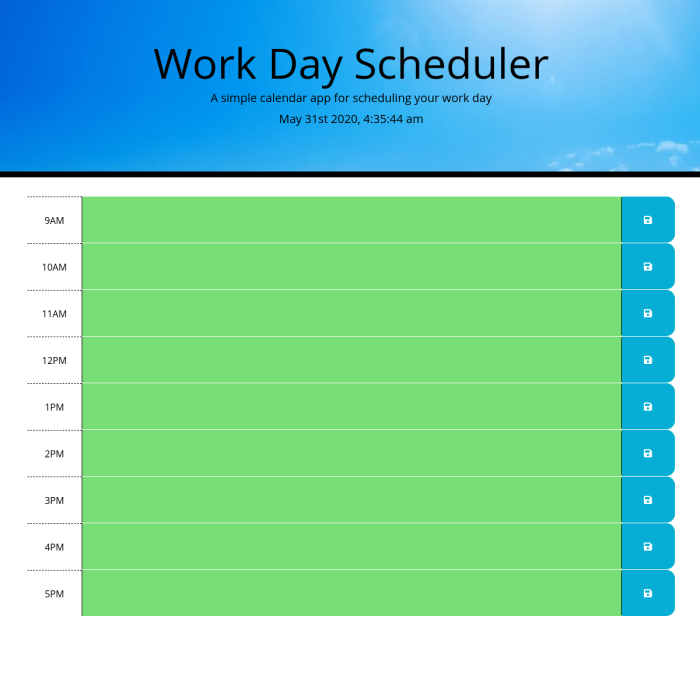 Work Day Scheduler
A simple calendar app for scheduling your work day
May 31st 2020, 4:35:44 am
9AM
10AM
11AM
12PM
1PM
2PM
3PM
4PM
5PM